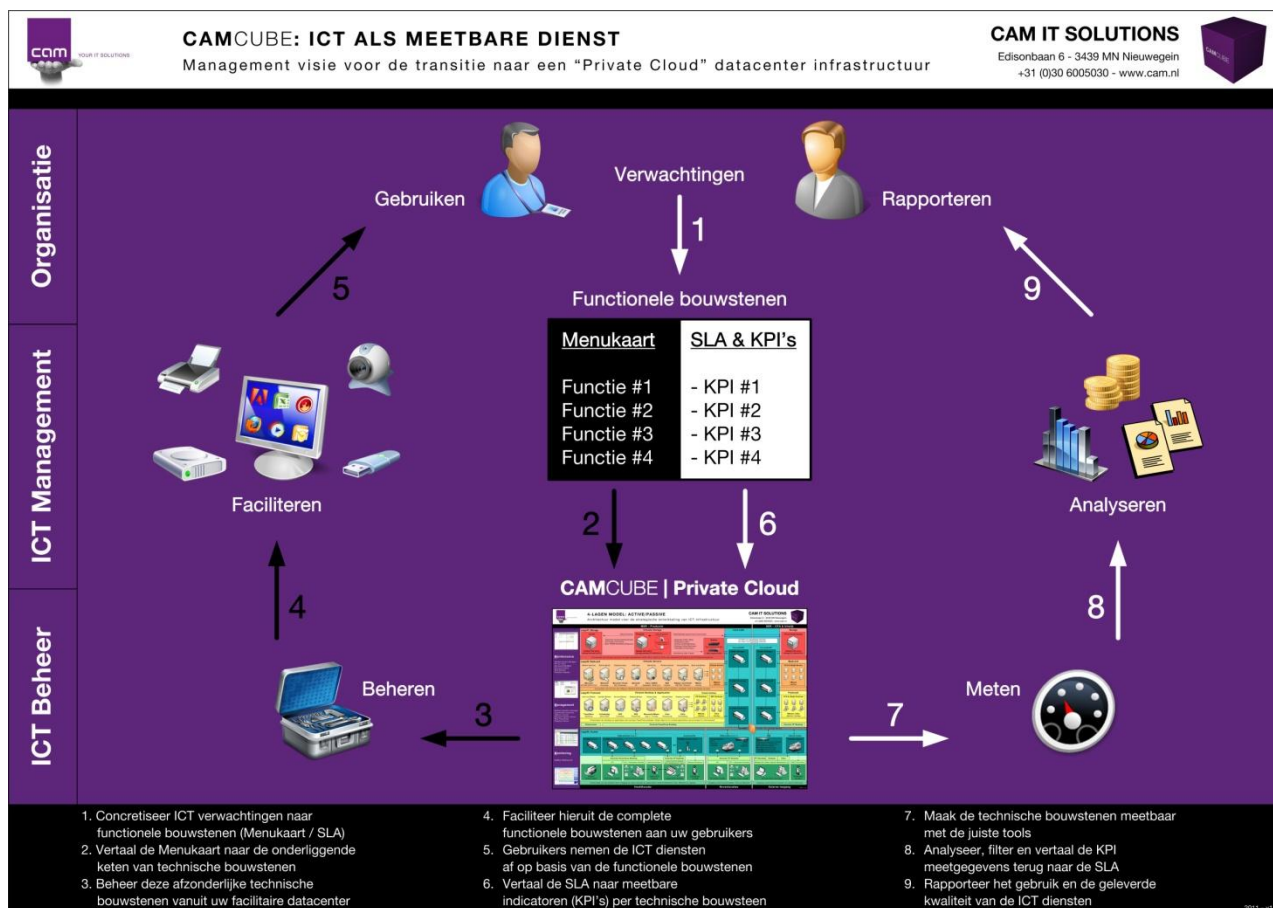 cam
YOUR IT SOLUTIONS
CAMCUBE: ICT ALS MEETBARE DIENST
Management visie voor de transitie naar een “Private Cloud” datacenter infrastructuur
CAM IT SOLUTIONS
Edisonbaan 6 - 3439 MN Nieuwegein
+31 (0)30 6005030 - www.cam.nl
CAMCUBE
Organisatie
ICT Management
ICT Beheer
Verwachtingen
Gebruiken
Rapporteren
1
5
9
Functionele bouwstenen
Menukaart
Functie #1
Functie #2
Functie #3
Functie #4
SLA & KPI's
- KPI #1
- KPI #2
- KPI #3
- KPI #4
Faciliteren
Analyseren
2
6
CAMCUBE | Private Cloud
4-LAGEN MODEL: ACTIVE/PASSIVE
CAM IT SOLUTIONS
4
8
Beheren
Meten
3
7
1. Concretiseer ICT verwachtingen naar
functionele bouwstenen (Menukaart / SLA)
2. Vertaal de Menukaart naar de onderliggende
keten van technische bouwstenen
3. Beheer deze afzonderlijke technische
bouwstenen vanuit uw facilitaire datacenter
4. Faciliteer hieruit de complete
functionele bouwstenen aan uw gebruikers
5. Gebruikers nemen de ICT diensten
af op basis van de functionele bouwstenen
6. Vertaal de SLA naar meetbare
indicatoren (KPI's) per technische bouwsteen
7. Maak de technische bouwstenen meetbaar
met de juiste tools
8. Analyseer, filter en vertaal de KPI
meetgegevens terug naar de SLA
9. Rapporteer het gebruik en de geleverde
kwaliteit van de ICT diensten